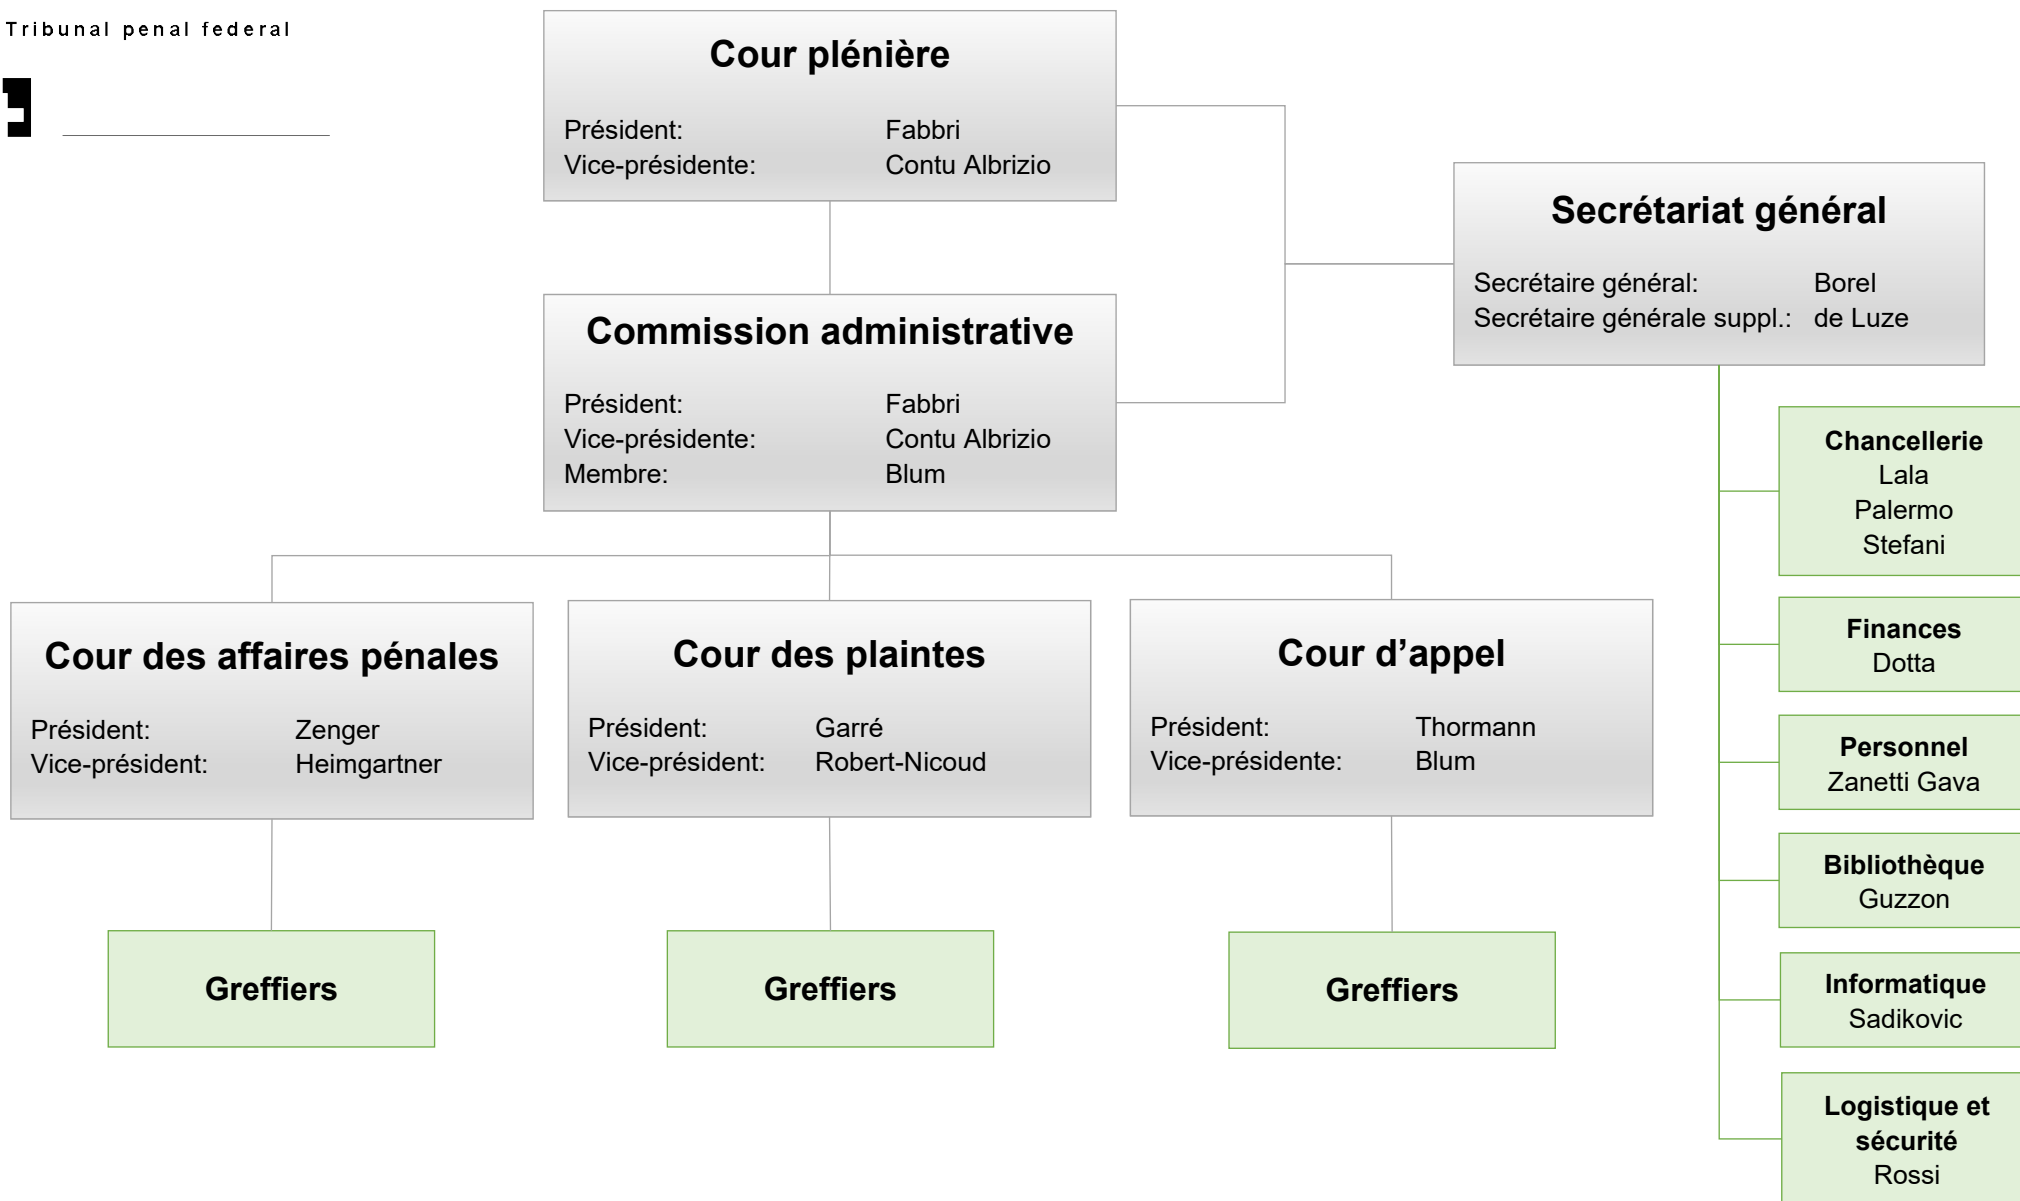 Tribunal penal federal
Cour plénière
Président: Fabbri
Vice-présidente: Contu Albrizio
Secrétariat général
Secrétaire général: Borel
Secrétaire générale suppl.: de Luze
Commission administrative
Président: Fabbri
Vice-présidente: Contu Albrizio
Membre: Blum
Chancellerie
Lala
Palermo
Stefani
Finances
Dotta
Personnel
Zanetti Gava
Bibliothèque
Guzzon
Informatique
Sadikovic
Logistique et
sécurité
Rossi
Cour des affaires pénales
Président: Zenger
Vice-président: Heimgartner
Cour des plaintes
Président: Garré
Vice-président: Robert-Nicoud
Cour d’appel
Président: Thormann
Vice-présidente: Blum
Greffiers
Greffiers
Greffiers